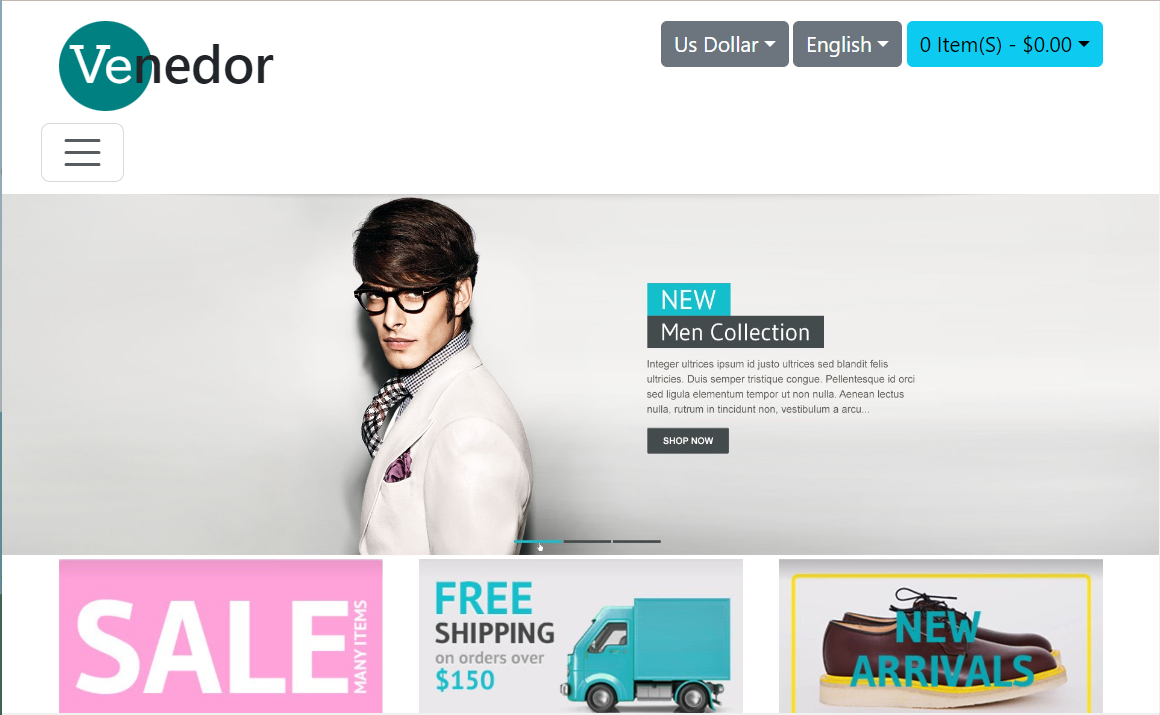 Venedor
Us Dollar
English
0 Item(S) - $0.00
NEW
Men Collection
Integer ultrices ipsum id justo ultrices sed blandit felis
ultricies. Duis semper tristique congue. Pellentesque id orci
sed ligula elementum tempor ut non nulla. Aenean lectus
nulla, rutrum in tincidunt non, vestibulum a arcu...
SHOP NOW
SALE
MANY ITEMS
FREE
SHIPPING
on orders over
$150
NEW
ARRIVALS